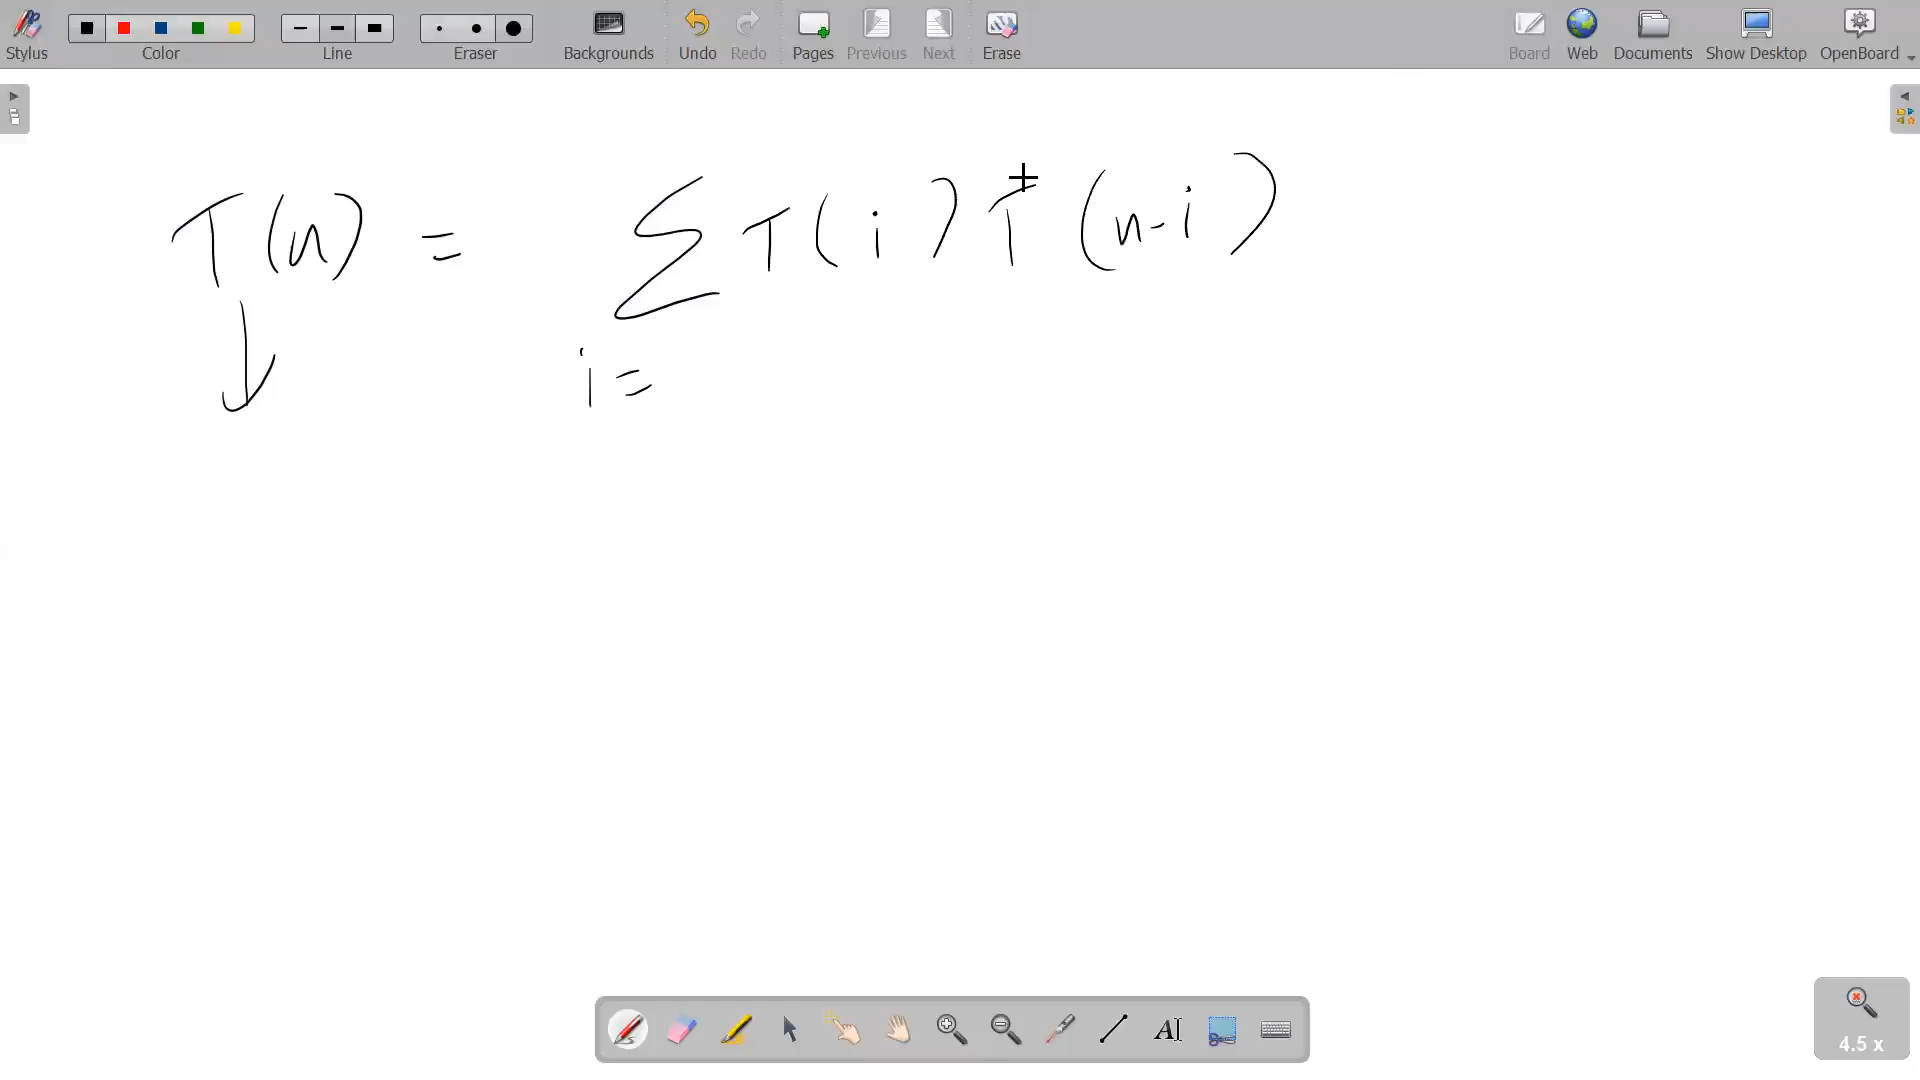 Stylus Color Line Eraser Backgrounds Undo Redo Pages Previous Next Erase Board Web Documents Show Desktop OpenBoard
T(n) = ∑ T(i) T(n-i)
i =
AI
4.5 x